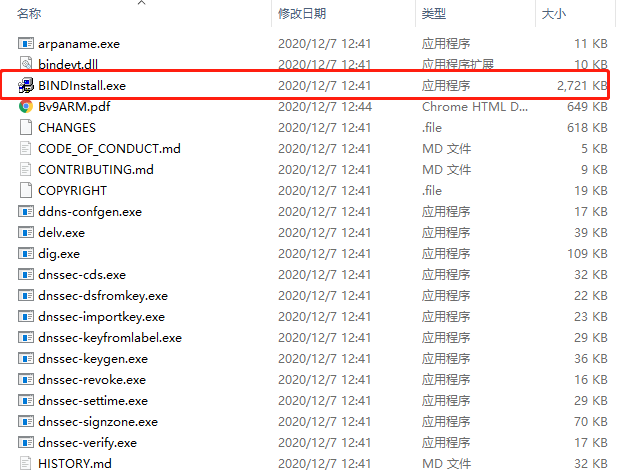 名称 修改日期 类型 大小
arpaname.exe 2020/12/7 12:41 应用程序 11 KB
bindevt.dll 2020/12/7 12:41 应用程序扩展 10 KB
BINDInstall.exe 2020/12/7 12:41 应用程序 2,721 KB
Bv9ARM.pdf 2020/12/7 12:44 Chrome HTML D... 649 KB
CHANGES 2020/12/7 12:41 .file 618 KB
CODE_OF_CONDUCT.md 2020/12/7 12:41 MD 文件 5 KB
CONTRIBUTING.md 2020/12/7 12:41 MD 文件 9 KB
COPYRIGHT 2020/12/7 12:41 .file 19 KB
ddns-confgen.exe 2020/12/7 12:41 应用程序 17 KB
delv.exe 2020/12/7 12:41 应用程序 39 KB
dig.exe 2020/12/7 12:41 应用程序 109 KB
dnssec-cds.exe 2020/12/7 12:41 应用程序 32 KB
dnssec-dsfromkey.exe 2020/12/7 12:41 应用程序 22 KB
dnssec-importkey.exe 2020/12/7 12:41 应用程序 23 KB
dnssec-keyfromlabel.exe 2020/12/7 12:41 应用程序 29 KB
dnssec-keygen.exe 2020/12/7 12:41 应用程序 36 KB
dnssec-revoke.exe 2020/12/7 12:41 应用程序 16 KB
dnssec-settime.exe 2020/12/7 12:41 应用程序 29 KB
dnssec-signzone.exe 2020/12/7 12:41 应用程序 70 KB
dnssec-verify.exe 2020/12/7 12:41 应用程序 17 KB
HISTORY.md 2020/12/7 12:41 MD 文件 32 KB